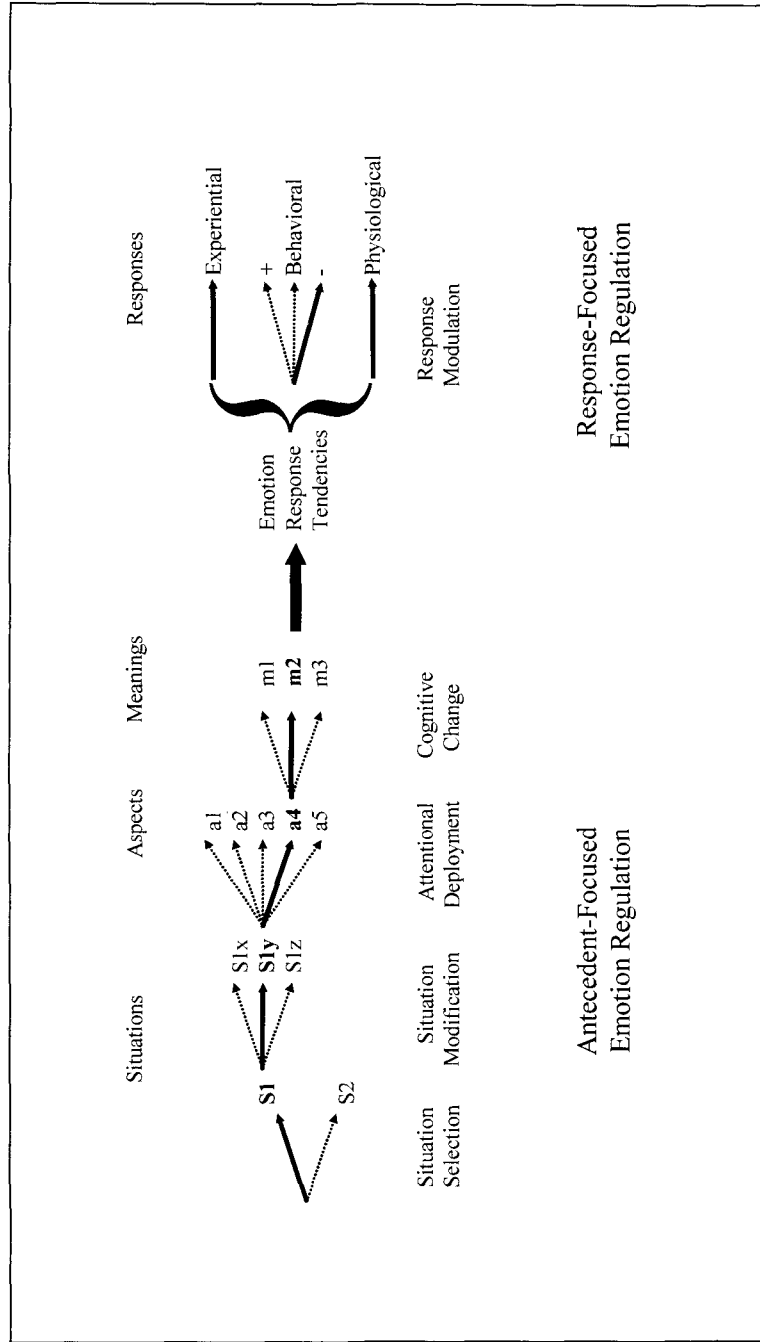 Situations
Aspects
Meanings
Responses
S1
S2
S1x
S1y
S1z
a1
a2
a3
a4
a5
m1
m2
m3
Emotion
Response
Tendencies
Experiential
+
Behavioral
-
Physiological
Situation
Selection
Situation
Modification
Attentional
Deployment
Cognitive
Change
Response
Modulation
Antecedent-Focused
Emotion Regulation
Response-Focused
Emotion Regulation